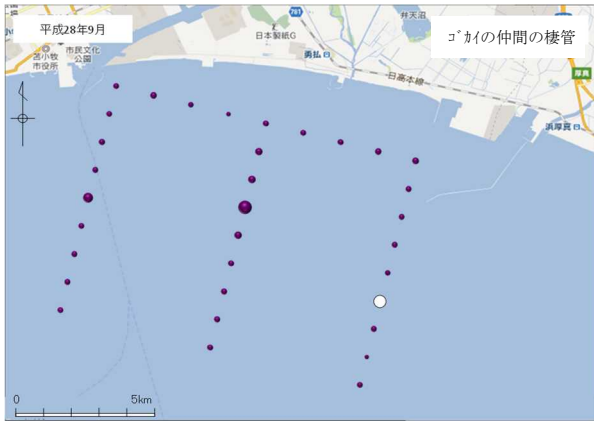 平成28年9月
ｺﾞｶｲの仲間の棲管
井天沼
781
日本製紙G
市民文化
公園
苫小牧
市役所
勇払
日高本線
厚真
浜厚真
0
5km